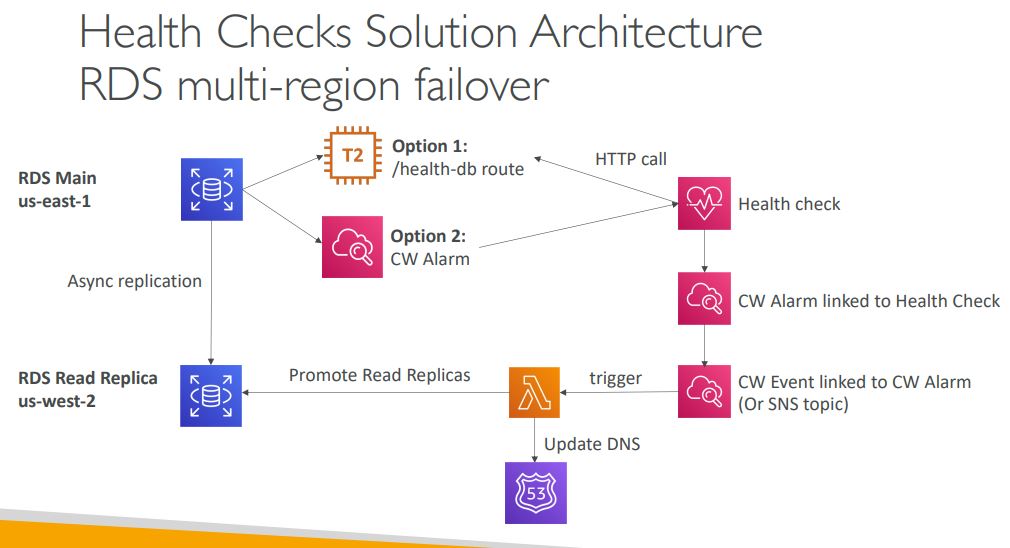 Health Checks Solution Architecture
RDS multi-region failover
RDS Main
us-east-1
T2
Option 1:
/health-db route
HTTP call
Health check
Option 2:
CW Alarm
Async replication
CW Alarm linked to Health Check
RDS Read Replica
us-west-2
Promote Read Replicas
trigger
CW Event linked to CW Alarm
(Or SNS topic)
Update DNS
53